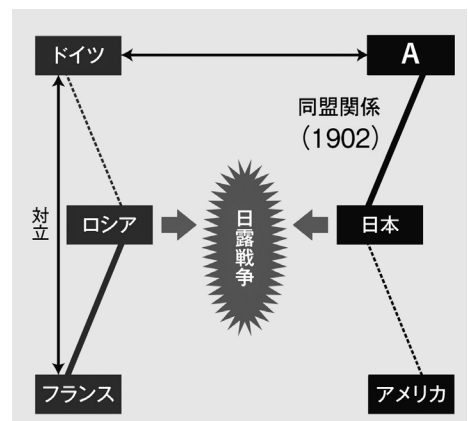 ドイツ
A
同盟関係
(1902)
対立
ロシア
日露戦争
日本
フランス
アメリカ